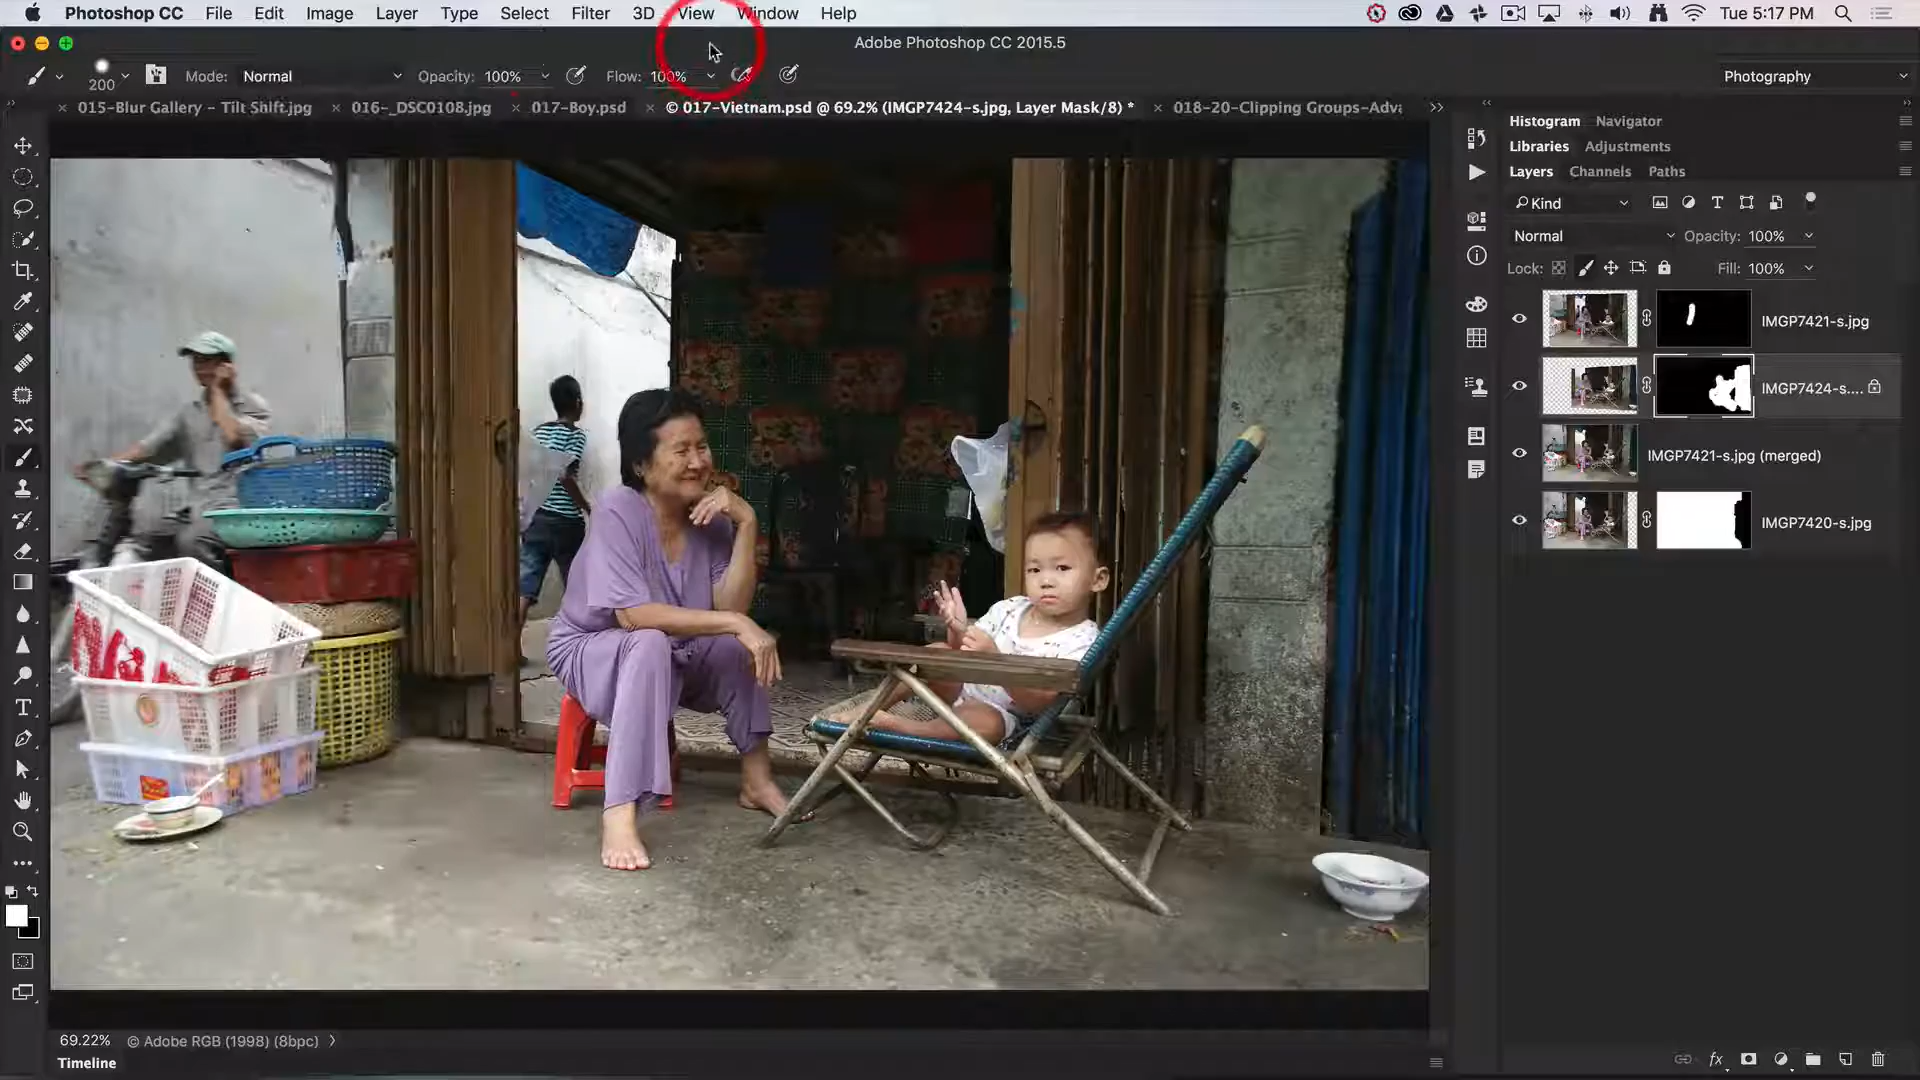 Photoshop CC File Edit Image Layer Type Select Filter 3D View Window Help Tue 5:17 PM
Adobe Photoshop CC 2015.5
200 Mode: Normal Opacity: 100% Flow: 100% Photography
015-Blur Gallery - Tilt Shift.jpg 016-_DSC0108.jpg 017-Boy.psd © 017-Vietnam.psd @ 69.2% (IMGP7424-s.jpg, Layer Mask/8) * 018-20-Clipping Groups-Adva
Histogram Navigator
Libraries Adjustments
Layers Channels Paths
Kind
Normal Opacity: 100%
Lock: Fill: 100%
IMGP7421-s.jpg
IMGP7424-s....
IMGP7421-s.jpg (merged)
IMGP7420-s.jpg
69.22% © Adobe RGB (1998) (8bpc)
Timeline